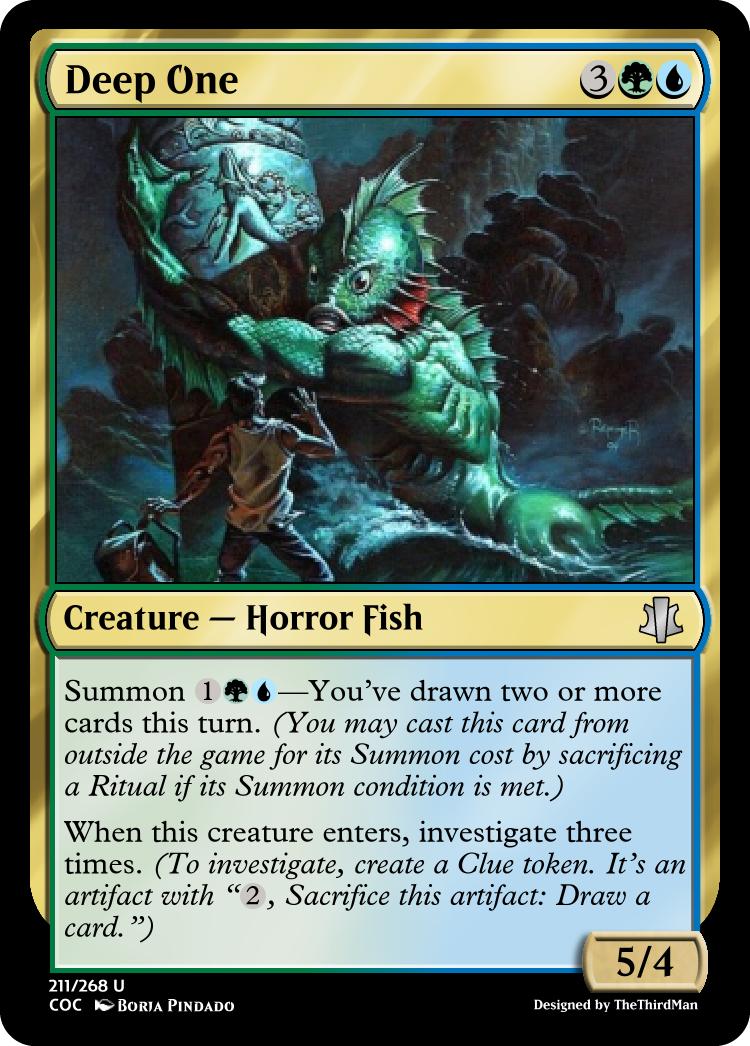 Deep One 3
Creature — Horror Fish
Summon 1 —You've drawn two or more
cards this turn. (You may cast this card from
outside the game for its Summon cost by sacrificing
a Ritual if its Summon condition is met.)
When this creature enters, investigate three
times. (To investigate, create a Clue token. It's an
artifact with “2, Sacrifice this artifact: Draw a
card.”)
5/4
211/268 U
COC Borja Pindado
Designed by TheThirdMan